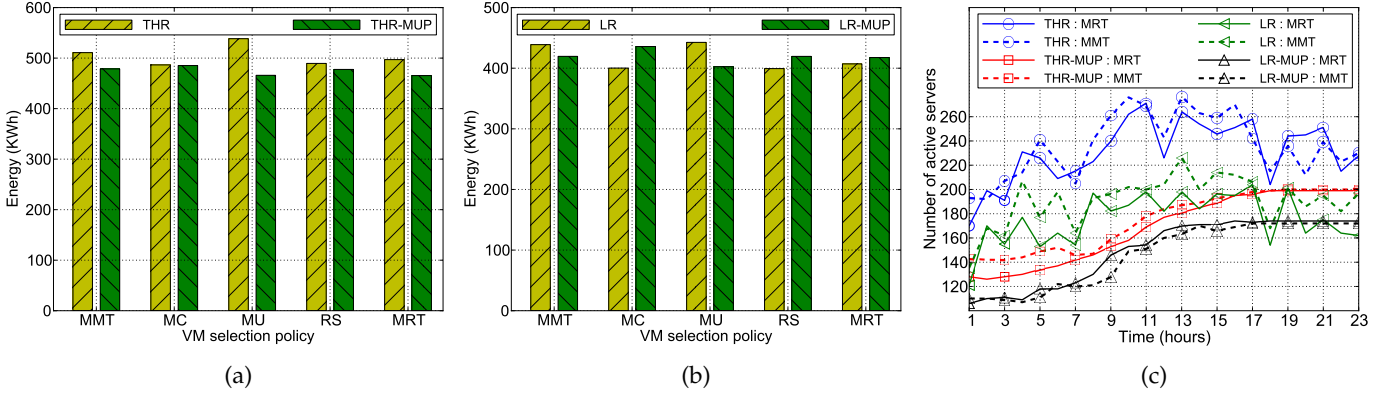 600
500
400
300
200
100
0
Energy (KWh)
THR
THR-MUP
MMT
MC
MU
RS
MRT
VM selection policy
(a)
500
400
300
200
100
0
Energy (KWh)
LR
LR-MUP
MMT
MC
MU
RS
MRT
VM selection policy
(b)
THR : MRT
THR : MMT
THR-MUP : MRT
THR-MUP : MMT
LR : MRT
LR : MMT
LR-MUP : MRT
LR-MUP : MMT
260
240
220
200
180
160
140
120
Number of active servers
1 3 5 7 9 11 13 15 17 19 21 23
Time (hours)
(c)